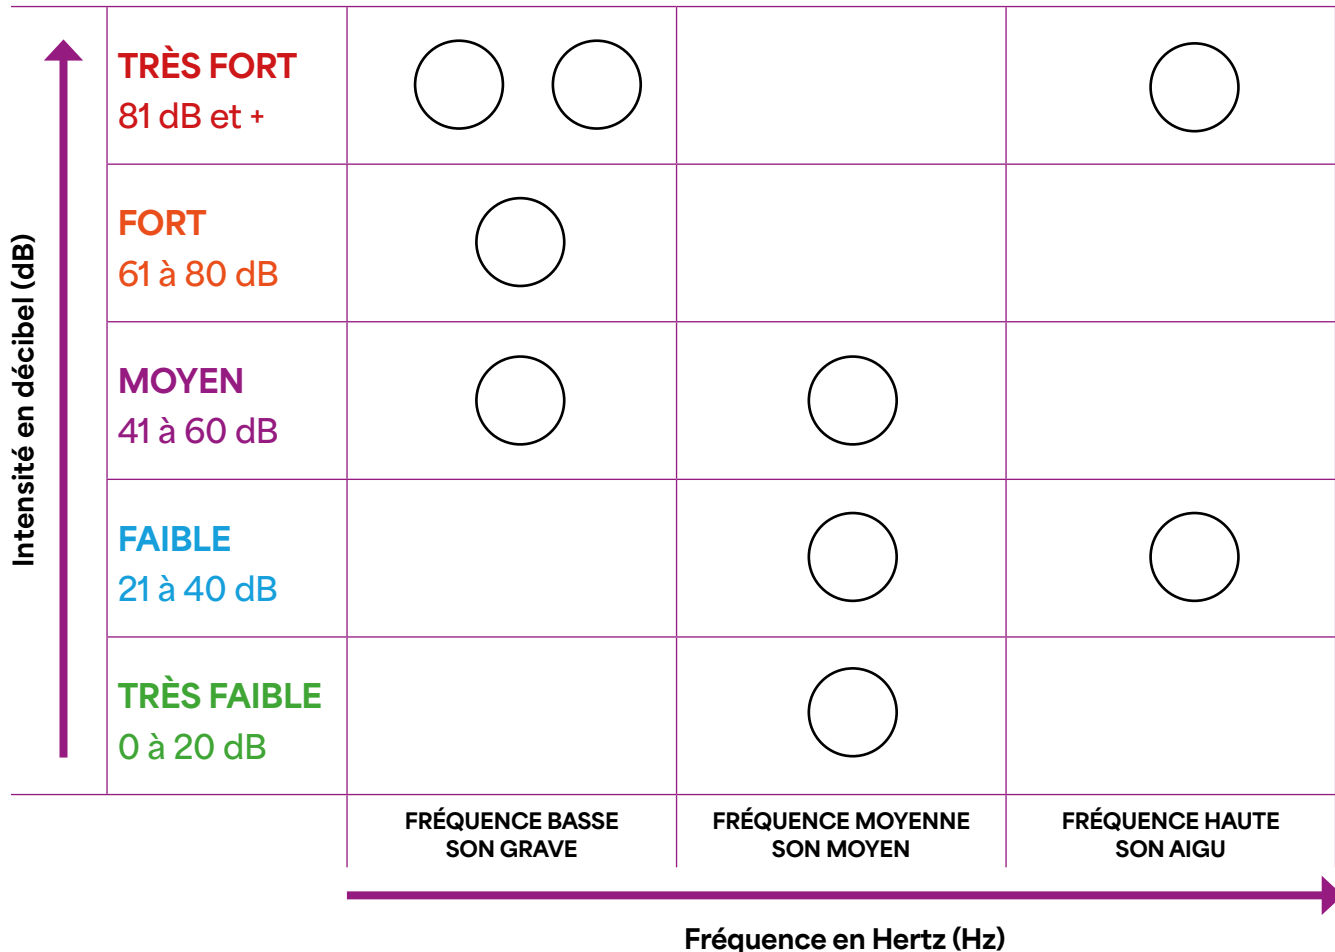 Intensité en décibel (dB)
TRÈS FORT
81 dB et +
FORT
61 à 80 dB
MOYEN
41 à 60 dB
FAIBLE
21 à 40 dB
TRÈS FAIBLE
0 à 20 dB
FRÉQUENCE BASSE
SON GRAVE
FRÉQUENCE MOYENNE
SON MOYEN
FRÉQUENCE HAUTE
SON AIGU
Fréquence en Hertz (Hz)